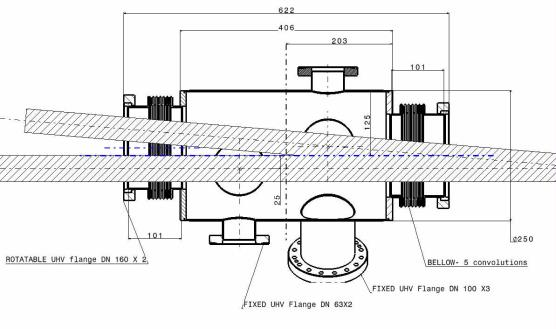 622
406
203
101
125
25
101
Ø250
ROTATABLE UHV flange DN 160 X 2.
BELLOW- 5 convolutions
FIXED UHV Flange DN 100 X3
FIXED UHV Flange DN 63X2